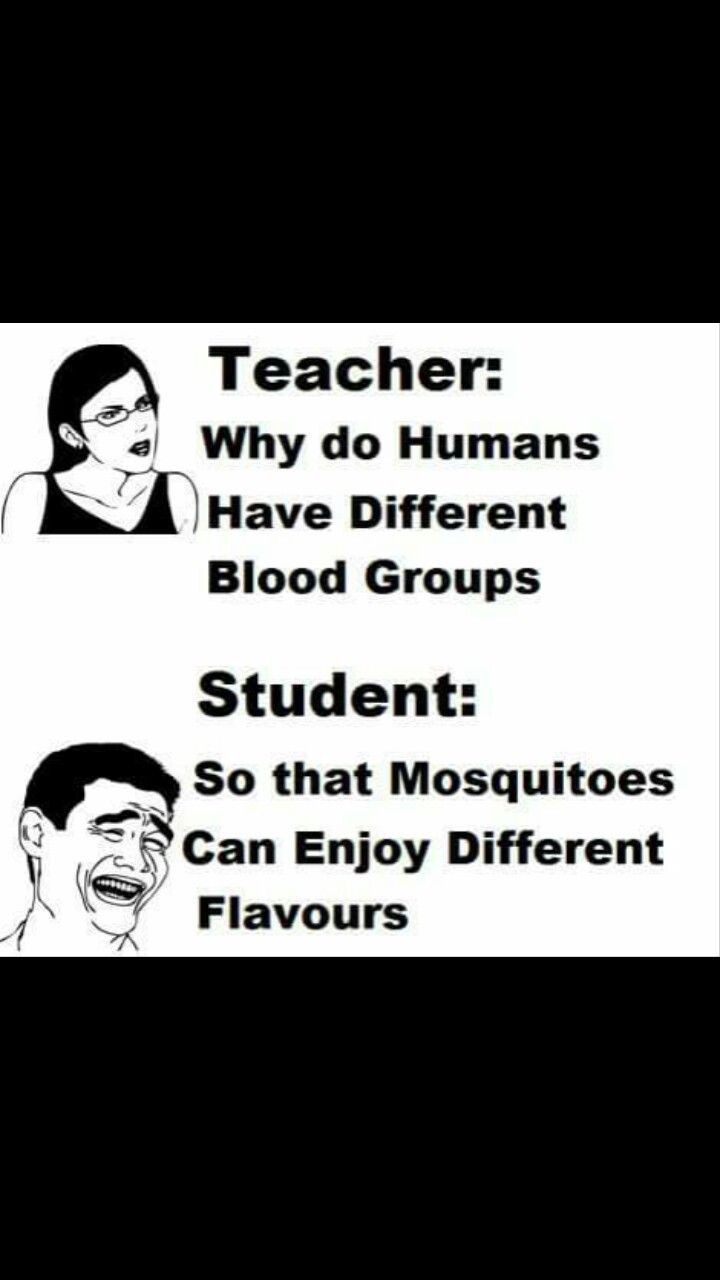 Teacher:
Why do Humans
Have Different
Blood Groups
Student:
So that Mosquitoes
Can Enjoy Different
Flavours